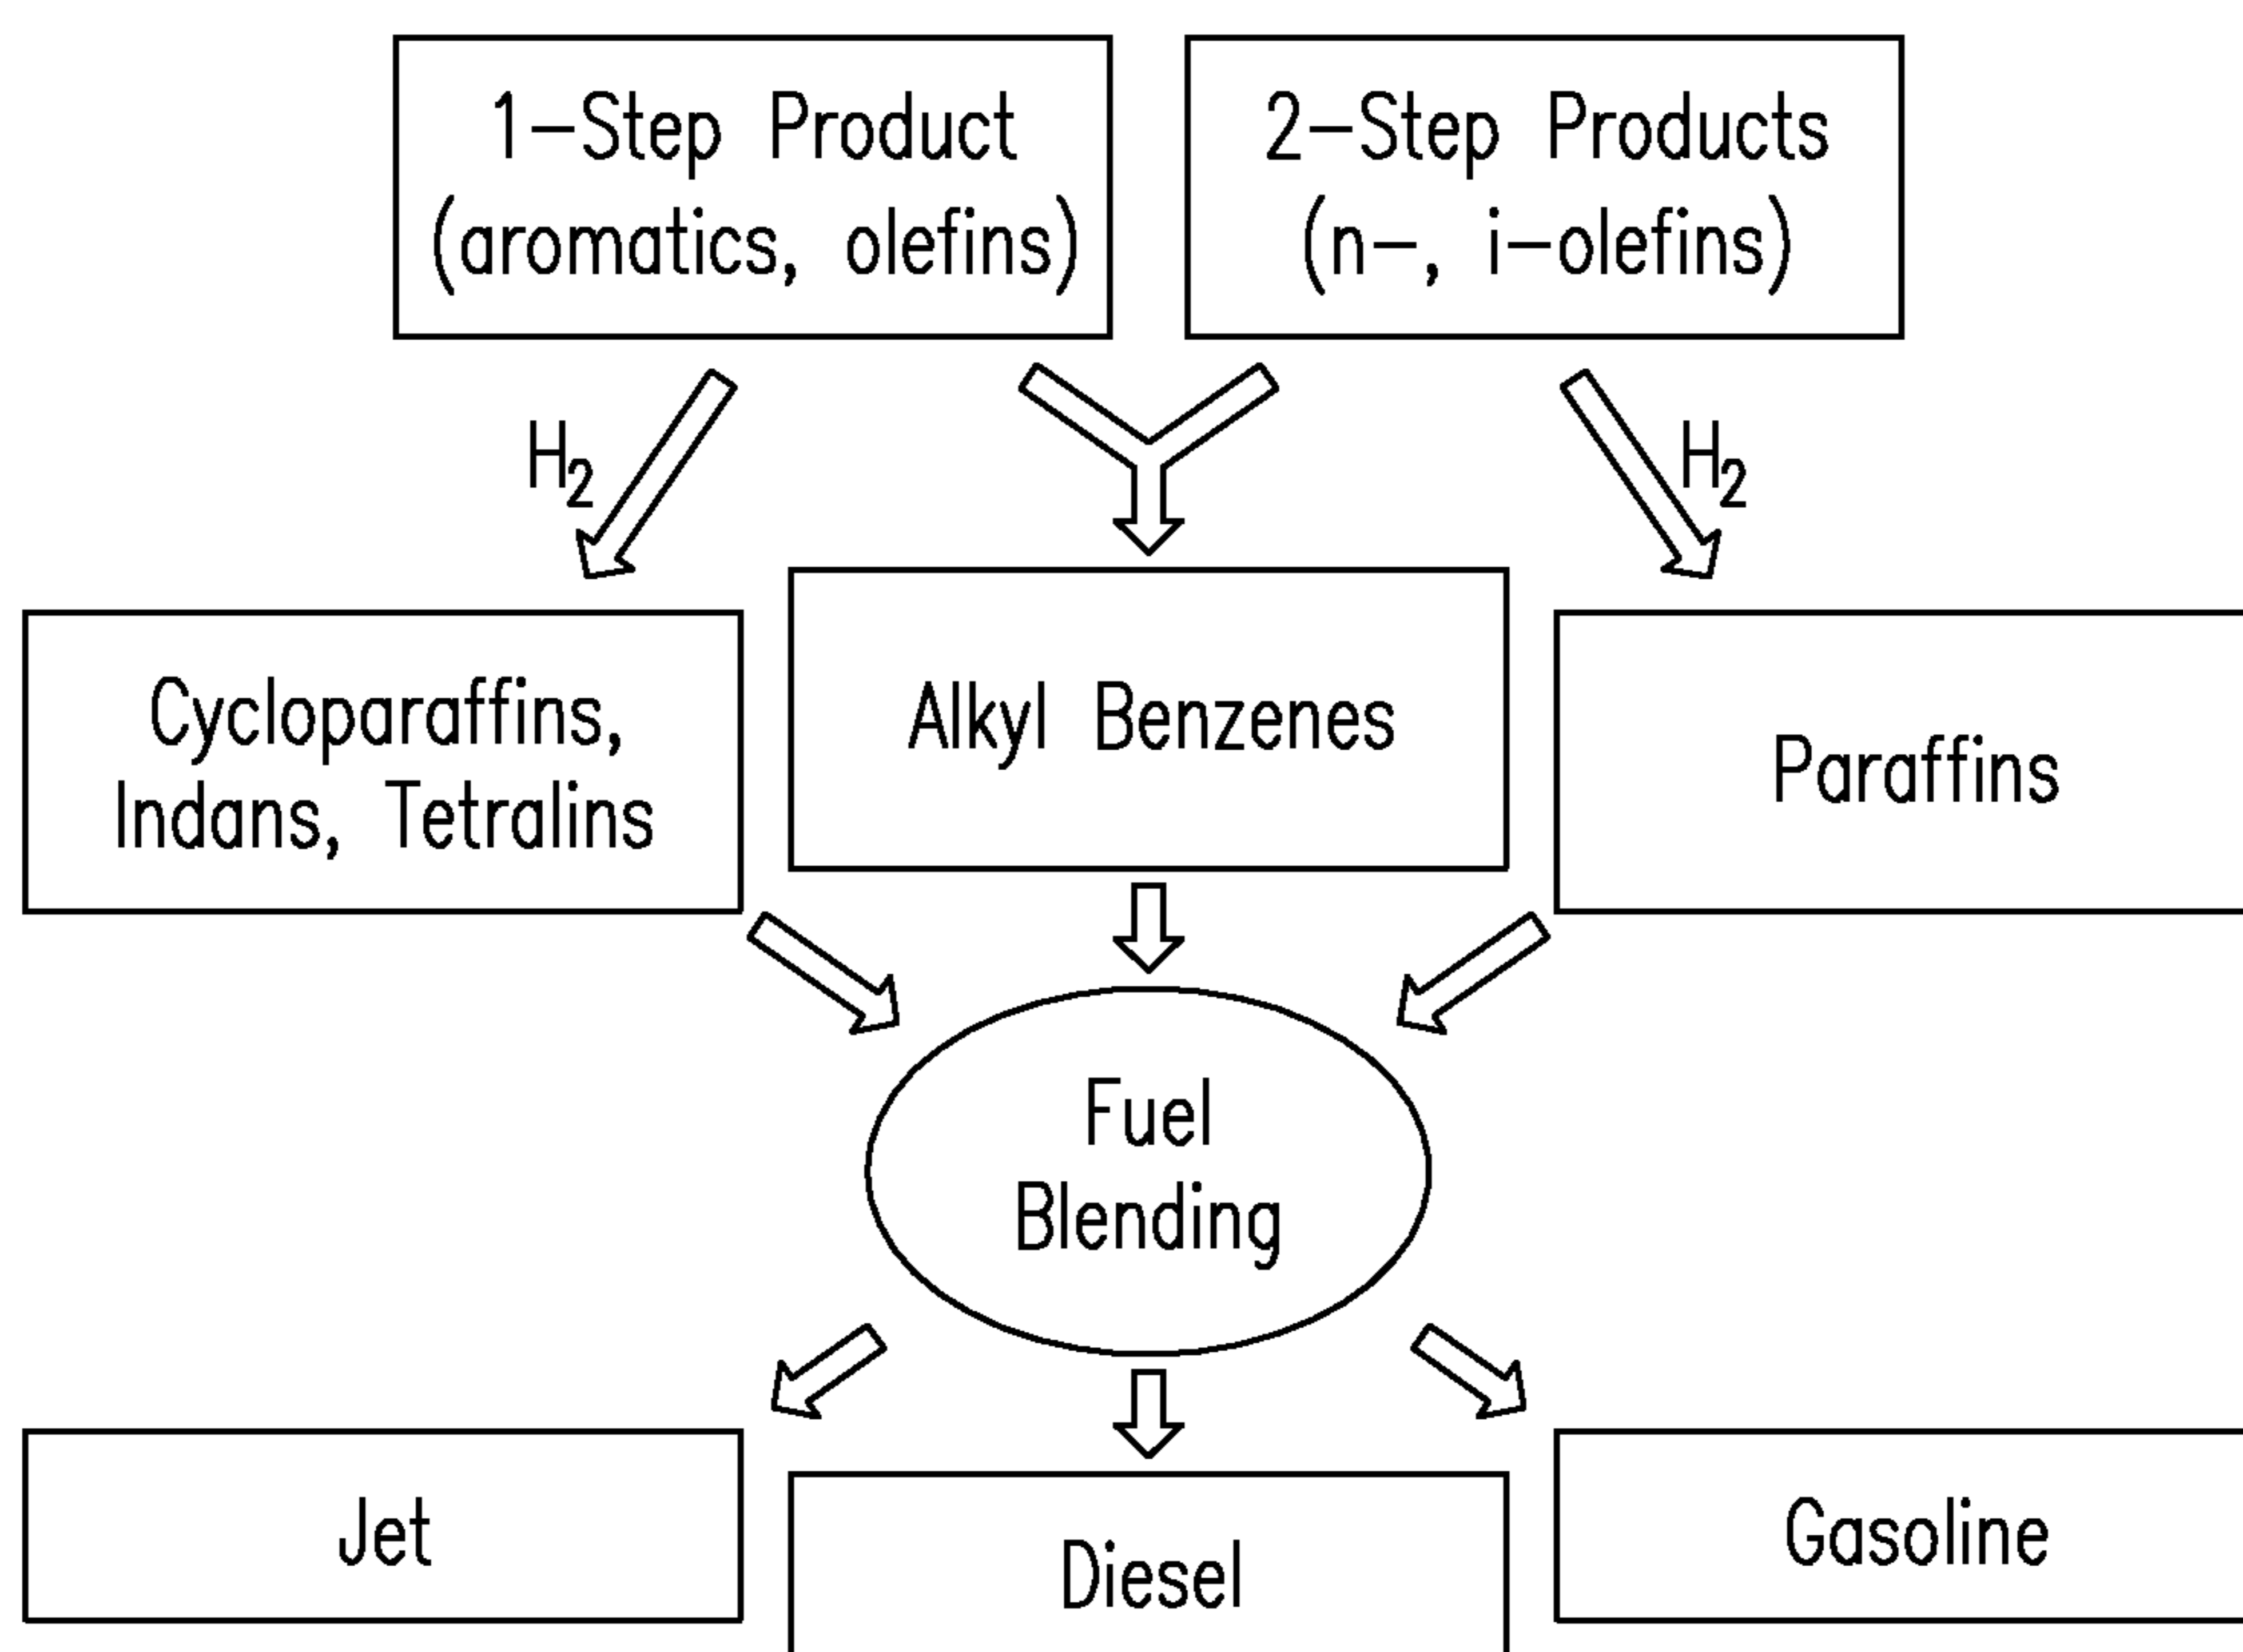 1-Step Product
(aromatics, olefins)
2-Step Products
(n-, i-olefins)
H2
H2
Cycloparaffins,
Indans, Tetralins
Alkyl Benzenes
Paraffins
Fuel
Blending
Jet
Diesel
Gasoline